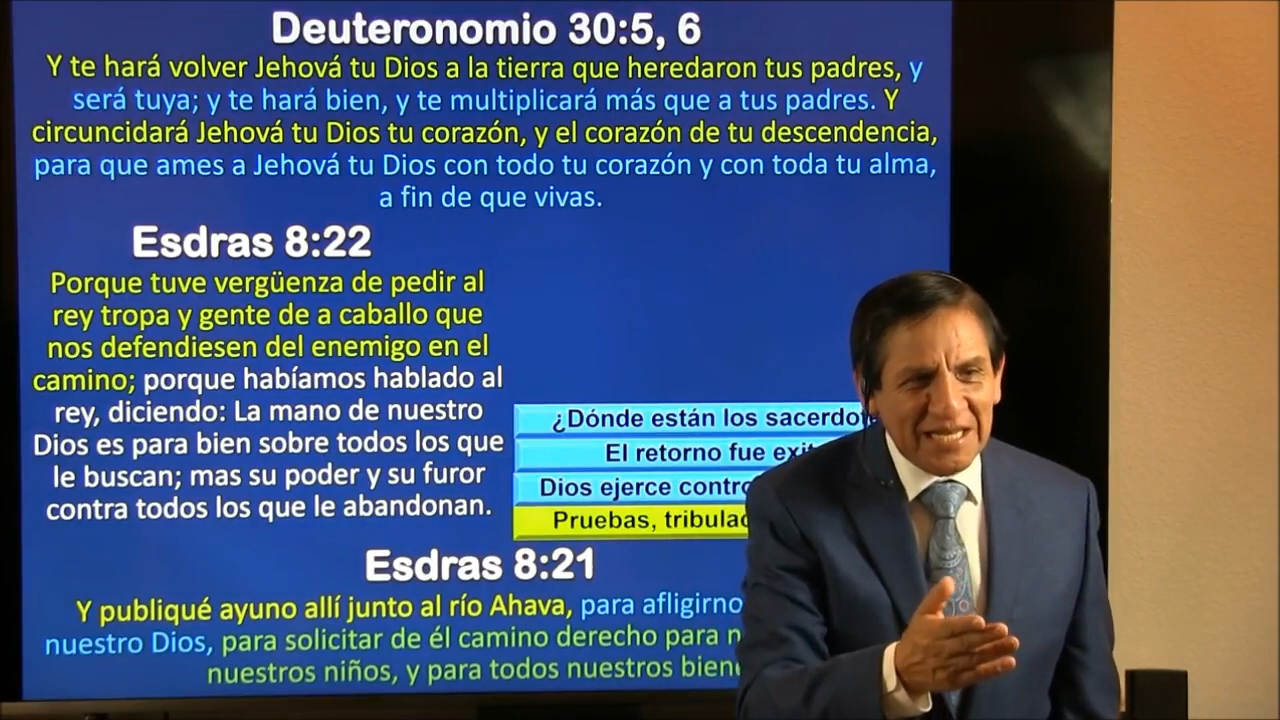 Deuteronomio 30:5, 6
Y te hará volver Jehová tu Dios a la tierra que heredaron tus padres, y
será tuya; y te hará bien, y te multiplicará más que a tus padres. Y
circuncidará Jehová tu Dios tu corazón, y el corazón de tu descendencia,
para que ames a Jehová tu Dios con todo tu corazón y con toda tu alma,
a fin de que vivas.
Esdras 8:22
Porque tuve vergüenza de pedir al
rey tropa y gente de a caballo que
nos defendiesen del enemigo en el
camino; porque habíamos hablado al
rey, diciendo: La mano de nuestro
Dios es para bien sobre todos los que
le buscan; mas su poder y su furor
contra todos los que le abandonan.
¿Dónde están los
El retorno fue
Dios ejerce
Pruebas,
Esdras 8:21
Y publiqué ayuno allí junto al río Ahava, para
nuestro Dios, para solicitar de él camino derecho para
nuestros niños, y para todos nuestros